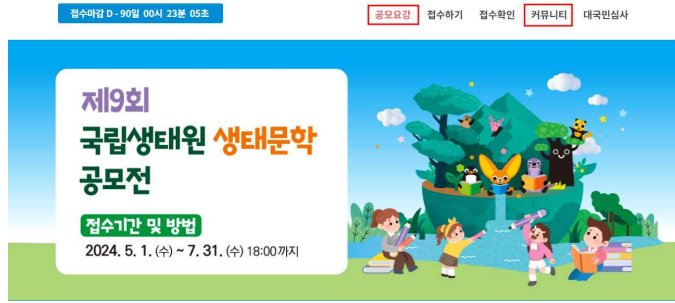 접수마감 D - 90일 00시 23분 05초
공모요강 접수하기 접수확인 커뮤니티 대국민심사
제9회
국립생태원 생태문학
공모전
접수기간 및 방법
2024. 5. 1. (수) ~ 7. 31. (수) 18:00까지